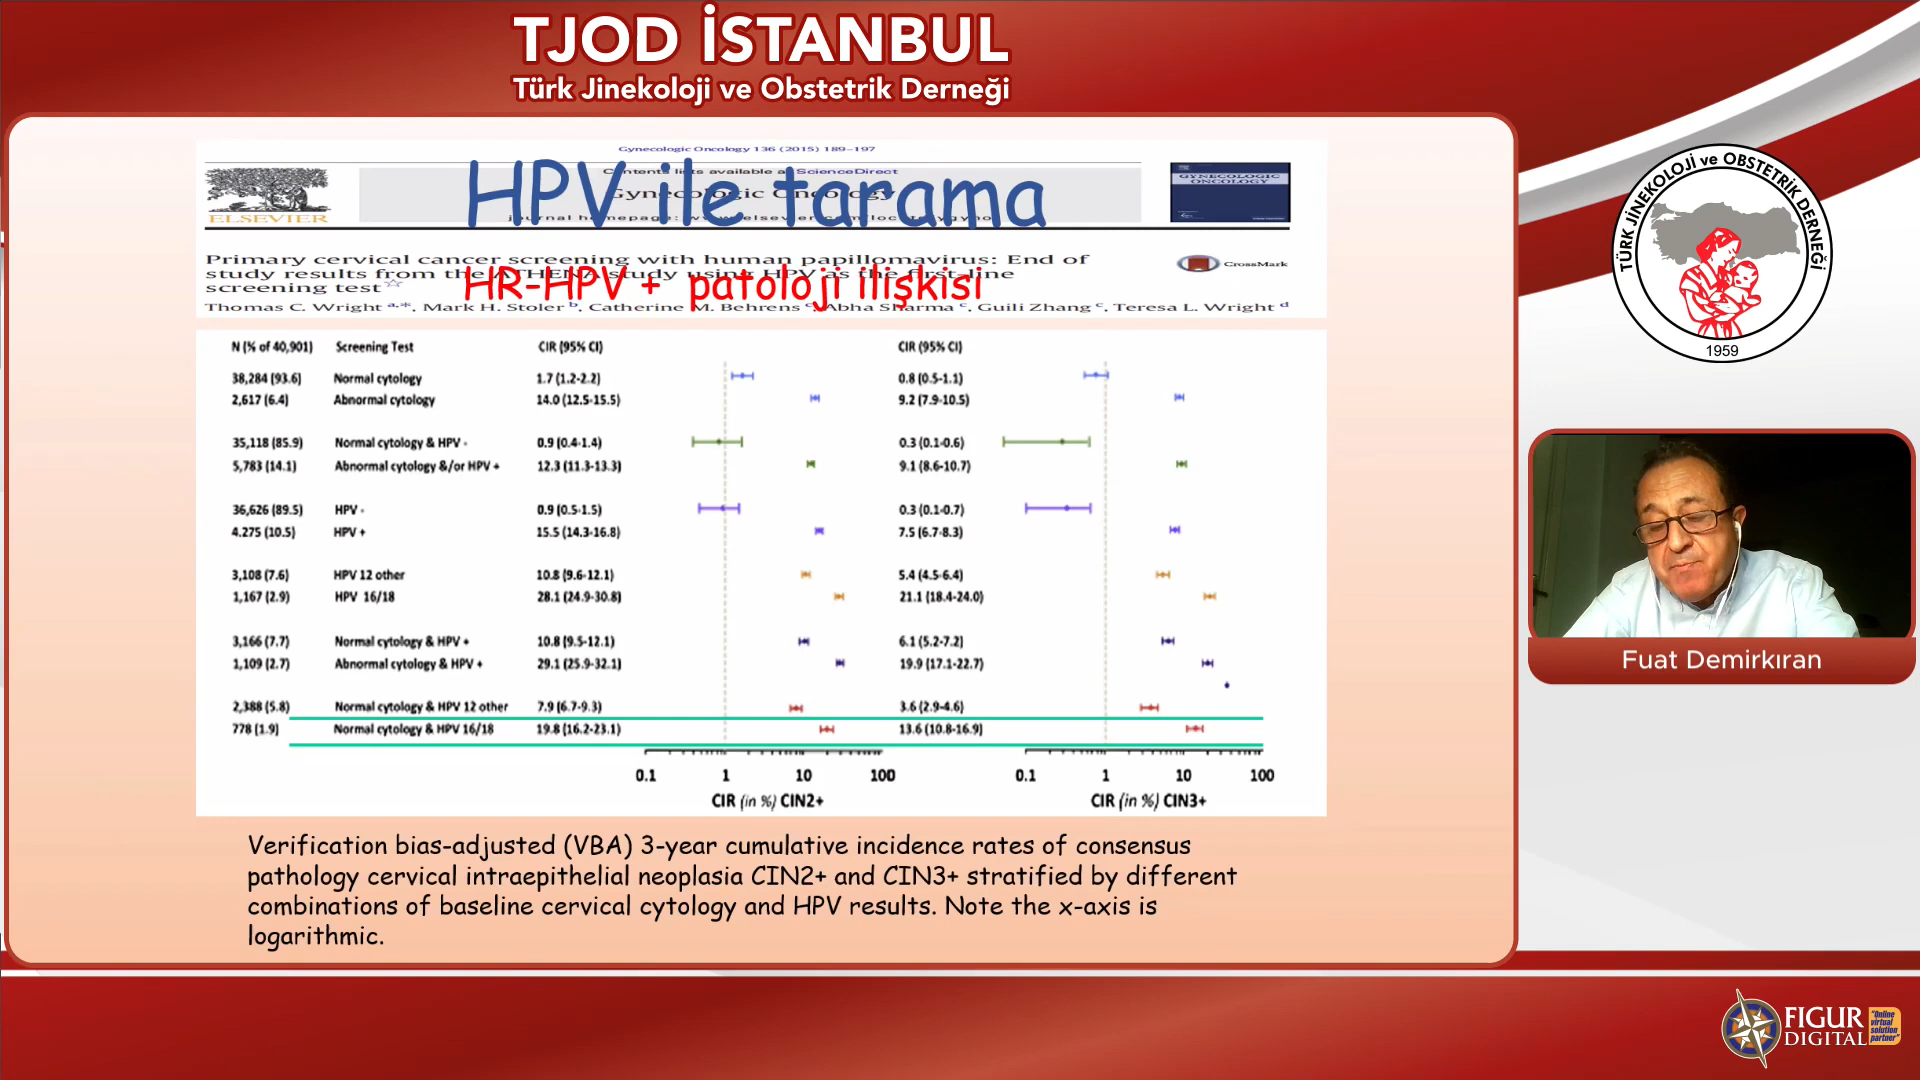 TJOD İSTANBUL
Türk Jinekoloji ve Obstetrik Derneği
Gynecologic Oncology 136 (2015) 189–197
Contents lists available at ScienceDirect
Gynecologic Oncology
HPV ile tarama
journal homepage:
ELSEVIER
GYNECOLOGIC ONCOLOGY
Primary cervical cancer screening with human papillomavirus: End of
study results from the ATHENA study using HPV as the first-line
screening test☆
CrossMark
HR-HPV + patoloji ilişkisi
Thomas C. Wright a,*, Mark H. Stoler b, Catherine M. Behrens c, Abha Sharma c, Guili Zhang c, Teresa L. Wright d
N (% of 40,901) Screening Test CIR (95% CI) CIR (95% CI)
38,284 (93.6) Normal cytology 1.7 (1.2-2.2) 0.8 (0.5-1.1)
2,617 (6.4) Abnormal cytology 14.0 (12.5-15.5) 9.2 (7.9-10.5)
35,118 (85.9) Normal cytology & HPV - 0.9 (0.4-1.4) 0.3 (0.1-0.6)
5,783 (14.1) Abnormal cytology &/or HPV + 12.3 (11.3-13.3) 9.1 (8.6-10.7)
36,626 (89.5) HPV - 0.9 (0.5-1.5) 0.3 (0.1-0.7)
4.275 (10.5) HPV + 15.5 (14.3-16.8) 7.5 (6.7-8.3)
3,108 (7.6) HPV 12 other 10.8 (9.6-12.1) 5.4 (4.5-6.4)
1,167 (2.9) HPV 16/18 28.1 (24.9-30.8) 21.1 (18.4-24.0)
3,166 (7.7) Normal cytology & HPV + 10.8 (9.5-12.1) 6.1 (5.2-7.2)
1,109 (2.7) Abnormal cytology & HPV + 29.1 (25.9-32.1) 19.9 (17.1-22.7)
2,388 (5.8) Normal cytology & HPV 12 other 7.9 (6.7-9.3) 3.6 (2.9-4.6)
778 (1.9) Normal cytology & HPV 16/18 19.8 (16.2-23.1) 13.6 (10.8-16.9)
0.1 1 10 100 0.1 1 10 100
CIR (in %) CIN2+ CIR (in %) CIN3+
Verification bias-adjusted (VBA) 3-year cumulative incidence rates of consensus
pathology cervical intraepithelial neoplasia CIN2+ and CIN3+ stratified by different
combinations of baseline cervical cytology and HPV results. Note the x-axis is
logarithmic.
TÜRK JİNEKOLOJİ ve OBSTETRİK DERNEĞİ
1959
Fuat Demirkıran
FIGUR
DIGITAL
"Online
virtual
solution
partner"